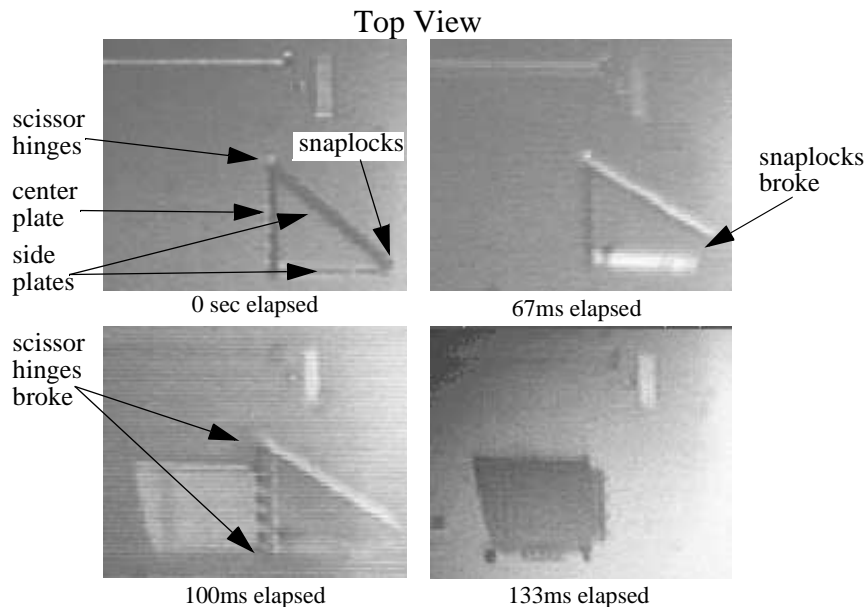 Top View
scissor
hinges
snaplocks
center
plate
side
plates
snaplocks
broke
0 sec elapsed
67ms elapsed
scissor
hinges
broke
100ms elapsed
133ms elapsed